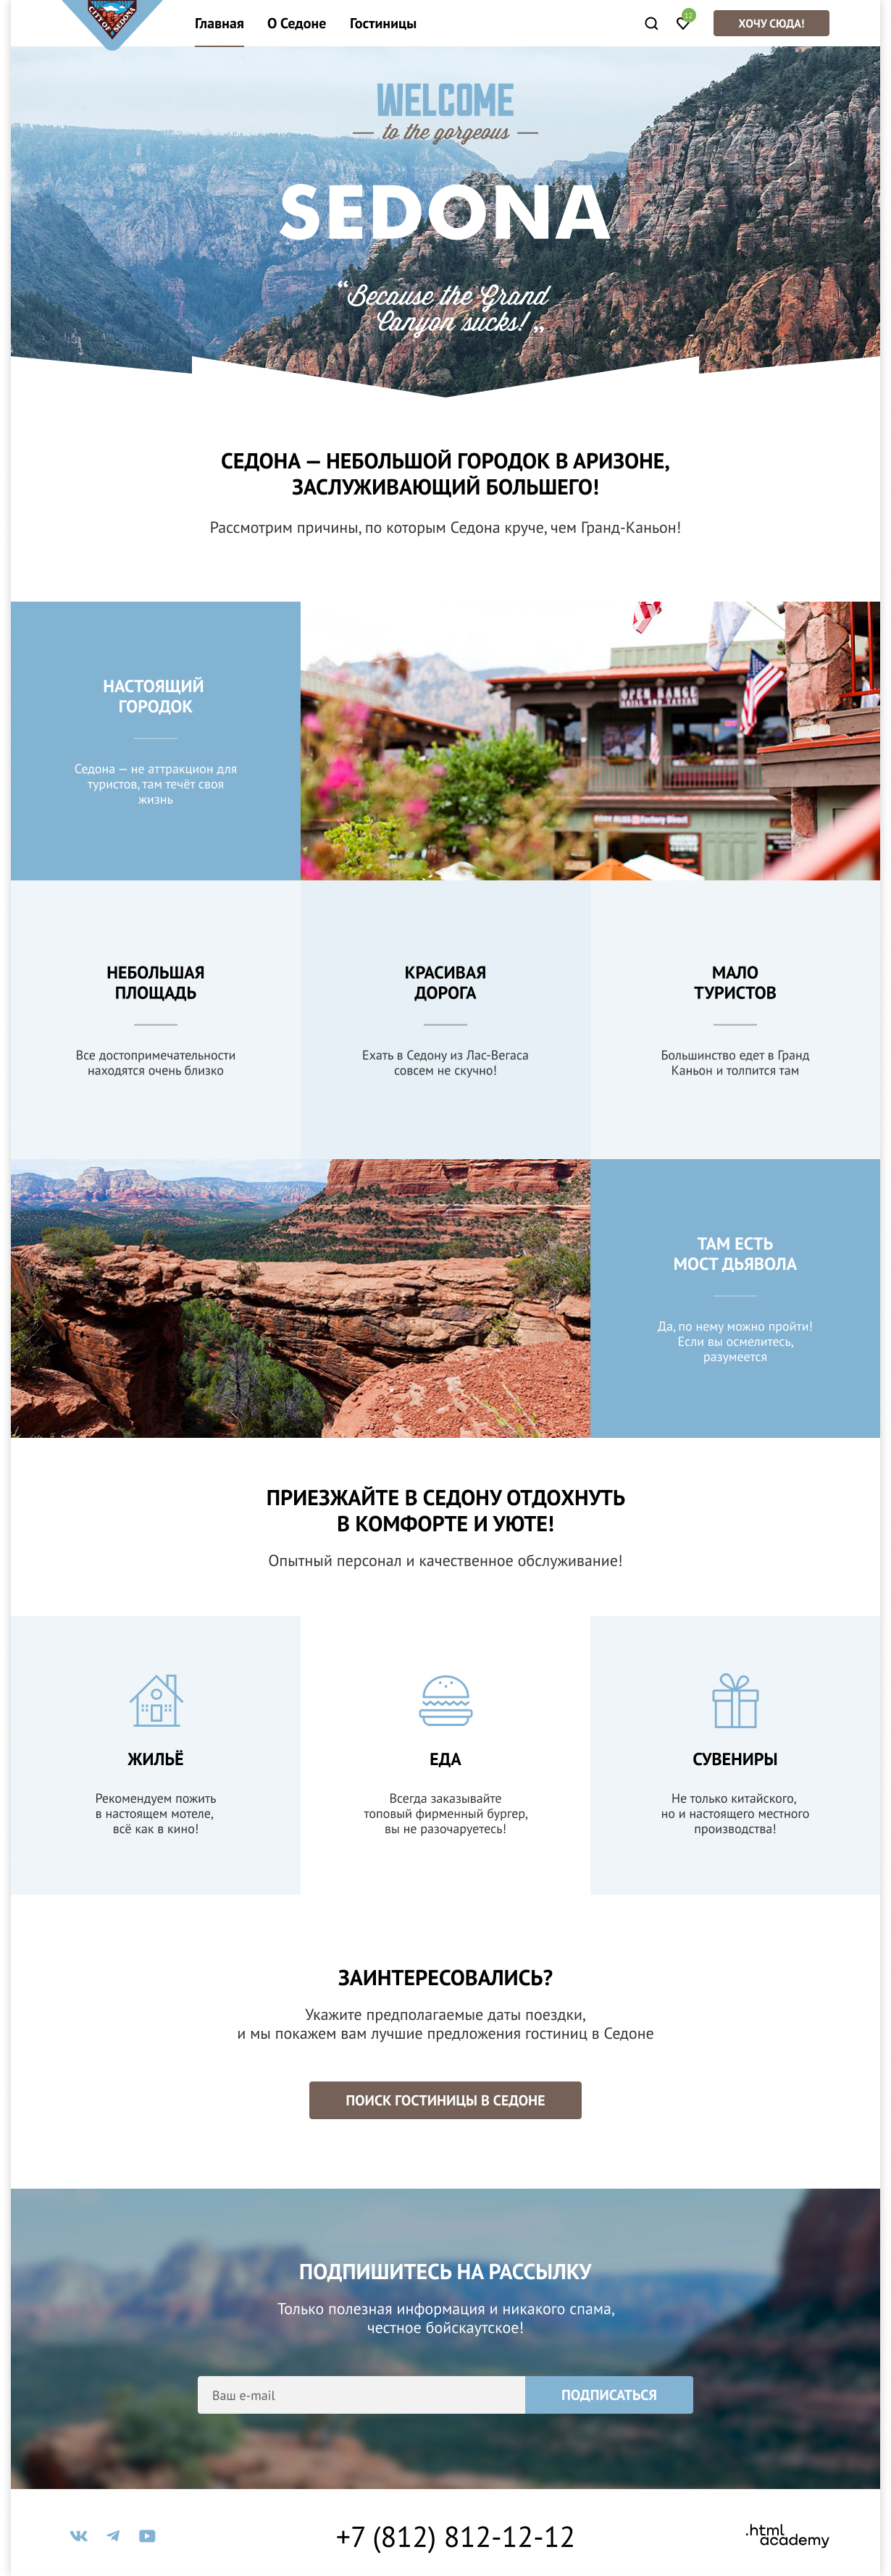 CITY OF SEDONA
Главная О Седоне Гостиницы 12 ХОЧУ СЮДА!
WELCOME
to the gorgeous
SEDONA
“Because the Grand
Canyon sucks! „
СЕДОНА — НЕБОЛЬШОЙ ГОРОДОК В АРИЗОНЕ,
ЗАСЛУЖИВАЮЩИЙ БОЛЬШЕГО!
Рассмотрим причины, по которым Седона круче, чем Гранд-Каньон!
НАСТОЯЩИЙ
ГОРОДОК
Седона — не аттракцион для
туристов, там течёт своя
жизнь
OPEN RANGE
GRILL AND TAVERN
Factory Direct
НЕБОЛЬШАЯ
ПЛОЩАДЬ
Все достопримечательности
находятся очень близко
КРАСИВАЯ
ДОРОГА
Ехать в Седону из Лас-Вегаса
совсем не скучно!
МАЛО
ТУРИСТОВ
Большинство едет в Гранд
Каньон и толпится там
ТАМ ЕСТЬ
МОСТ ДЬЯВОЛА
Да, по нему можно пройти!
Если вы осмелитесь,
разумеется
ПРИЕЗЖАЙТЕ В СЕДОНУ ОТДОХНУТЬ
В КОМФОРТЕ И УЮТЕ!
Опытный персонал и качественное обслуживание!
ЖИЛЬЁ
Рекомендуем пожить
в настоящем мотеле,
всё как в кино!
ЕДА
Всегда заказывайте
топовый фирменный бургер,
вы не разочаруетесь!
СУВЕНИРЫ
Не только китайского,
но и настоящего местного
производства!
ЗАИНТЕРЕСОВАЛИСЬ?
Укажите предполагаемые даты поездки,
и мы покажем вам лучшие предложения гостиниц в Седоне
ПОИСК ГОСТИНИЦЫ В СЕДОНЕ
ПОДПИШИТЕСЬ НА РАССЫЛКУ
Только полезная информация и никакого спама,
честное бойскаутское!
Ваш e-mail ПОДПИСАТЬСЯ
+7 (812) 812-12-12
.html
academy